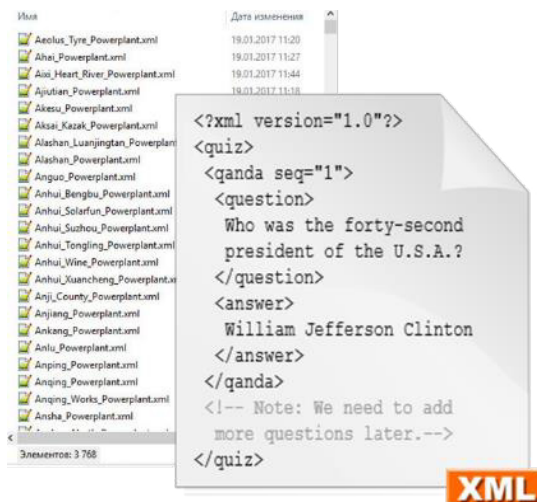 Имя Дата изменения
Aeolus_Tyre_Powerplant.xml 19.01.2017 11:20
Ahai_Powerplant.xml 19.01.2017 11:27
Aixi_Heart_River_Powerplant.xml 19.01.2017 11:44
Ajiutian_Powerplant.xml 19.01.2017 11:18
Akesu_Powerplant.xml
Aksai_Kazak_Powerplant.xml
Alashan_Luanjingtan_Powerplant
Alashan_Powerplant.xml
Anguo_Powerplant.xml
Anhui_Bengbu_Powerplant.xml
Anhui_Solarfun_Powerplant.xml
Anhui_Suzhou_Powerplant.xml
Anhui_Tongling_Powerplant.xml
Anhui_Wine_Powerplant.xml
Anhui_Xuancheng_Powerplant.x
Anji_County_Powerplant.xml
Anjiang_Powerplant.xml
Ankang_Powerplant.xml
Anlu_Powerplant.xml
Anping_Powerplant.xml
Anqing_Powerplant.xml
Anqing_Works_Powerplant.xml
Ansha_Powerplant.xml
Элементов: 3 768
<?xml version="1.0"?>
<quiz>
<qanda seq="1">
<question>
Who was the forty-second
president of the U.S.A.?
</question>
<answer>
William Jefferson Clinton
</answer>
</qanda>
<!-- Note: We need to add
more questions later.-->
</quiz>
XML